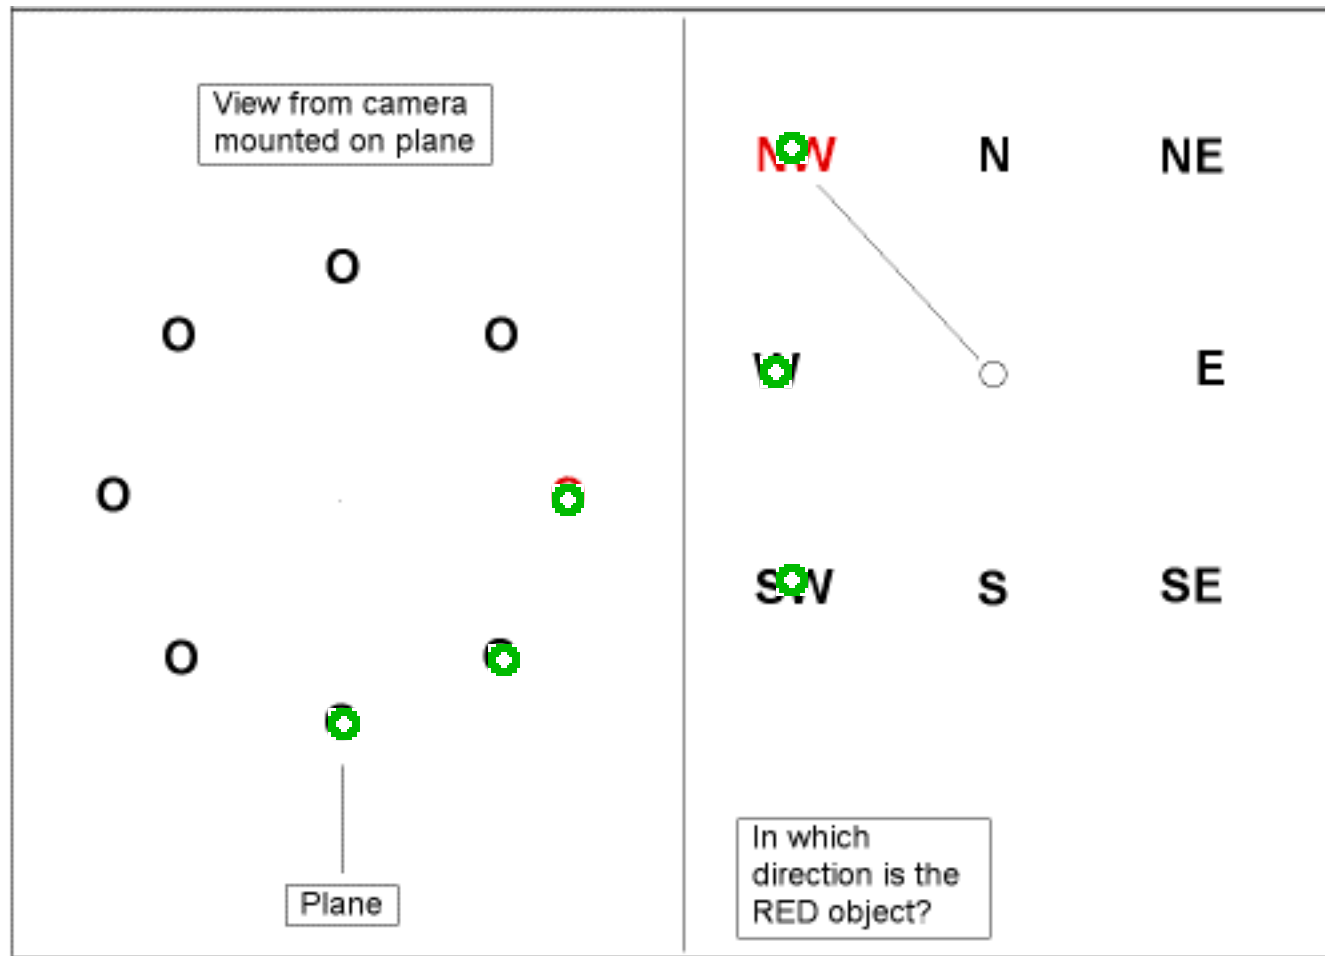 View from camera
mounted on plane
O
O O
O O
O O
O
Plane
NW N NE
W E
SW S SE
In which
direction is the
RED object?